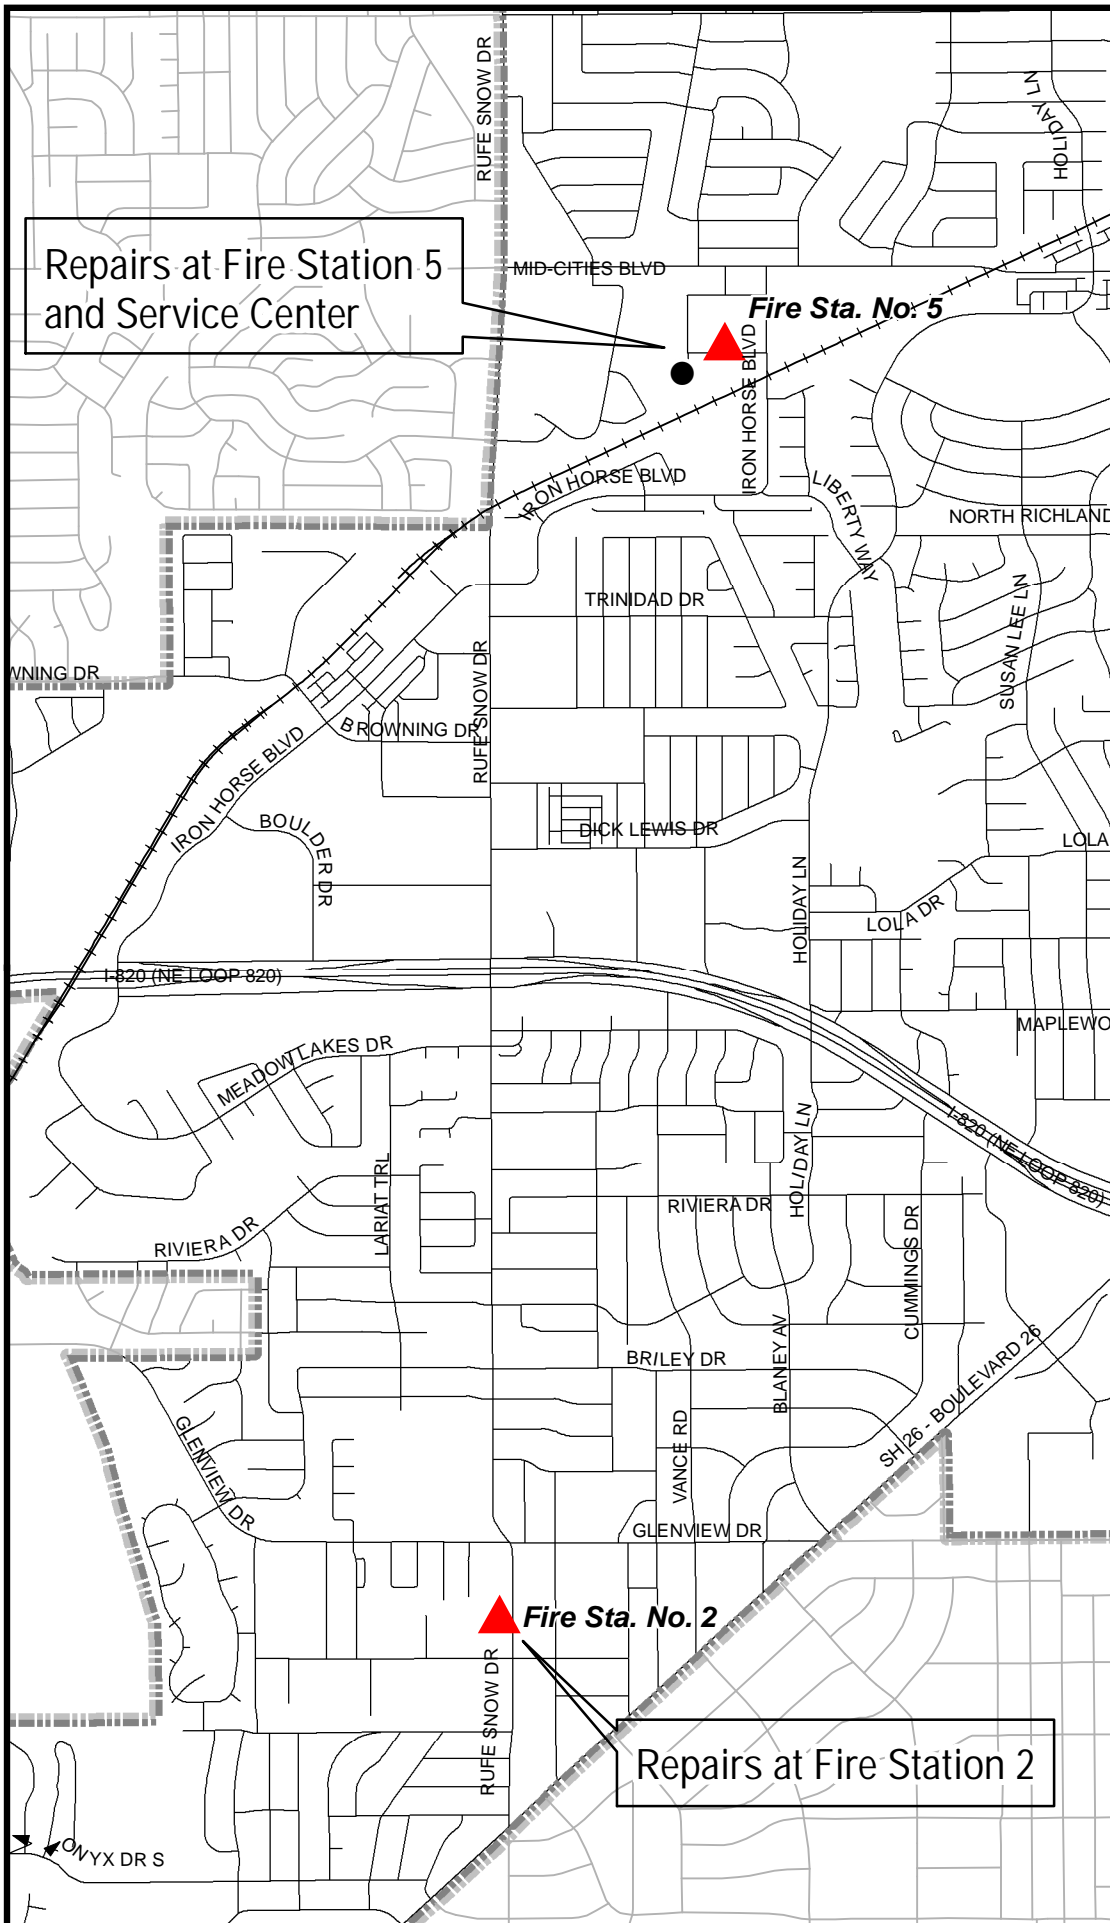 RUFE SNOW DR
HOLIDAY LN
Repairs at Fire Station 5
and Service Center
MID-CITIES BLVD
Fire Sta. No. 5
IRON HORSE BLVD
IRON HORSE BLVD
LIBERTY WAY
NORTH RICHLAND
TRINIDAD DR
SUSAN LEE LN
WNING DR
RUFE SNOW DR
BROWNING DR
IRON HORSE BLVD
BOULDER DR
DICK LEWIS DR
LOLA
HOLIDAY LN
LOLA DR
I-820 (NE LOOP 820)
MAPLEWO
MEADOW LAKES DR
I-820 (NE LOOP 820)
HOLIDAY LN
LARIAT TRL
RIVIERA DR
RIVIERA DR
CUMMINGS DR
BRILEY DR
BLANEY AV
SH 26 - BOULEVARD 26
GLENVIEW DR
VANCE RD
GLENVIEW DR
Fire Sta. No. 2
RUFE SNOW DR
Repairs at Fire Station 2
ONYX DR S